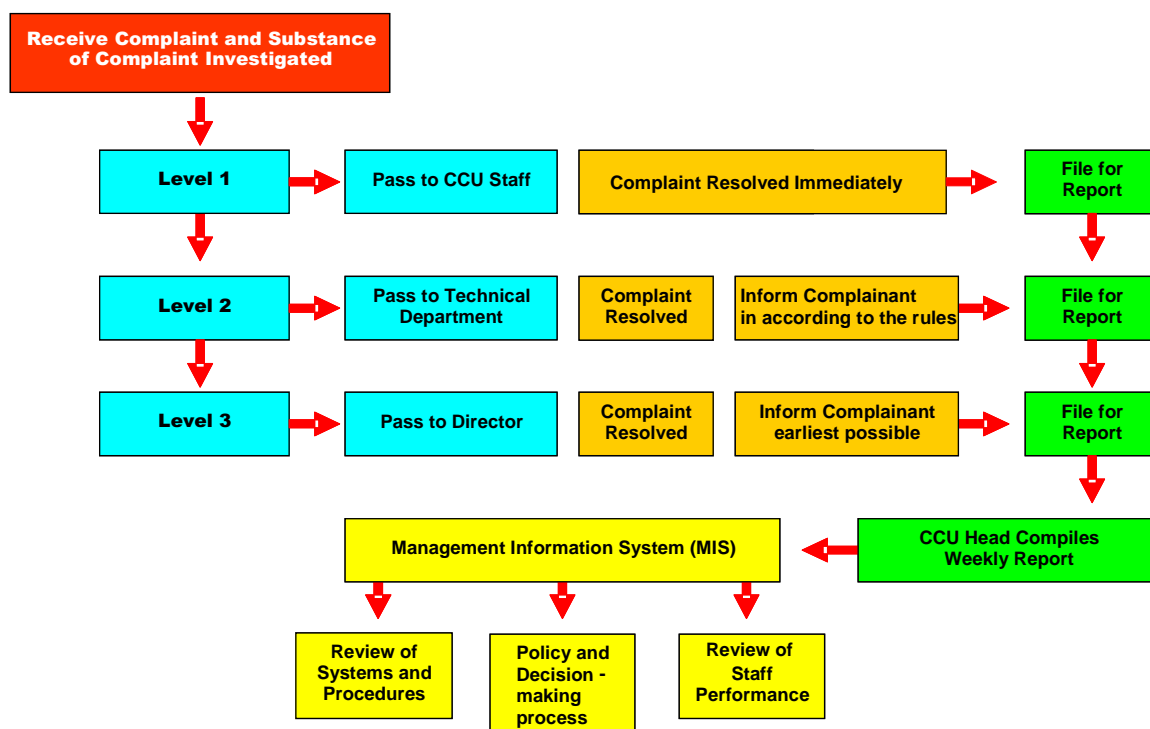 Receive Complaint and Substance
of Complaint Investigated
Level 1
Pass to CCU Staff
Complaint Resolved Immediately
File for
Report
Level 2
Pass to Technical
Department
Complaint
Resolved
Inform Complainant
in according to the rules
File for
Report
Level 3
Pass to Director
Complaint
Resolved
Inform Complainant
earliest possible
File for
Report
Management Information System (MIS)
CCU Head Compiles
Weekly Report
Review of
Systems and
Procedures
Policy and
Decision -
making
process
Review of
Staff
Performance